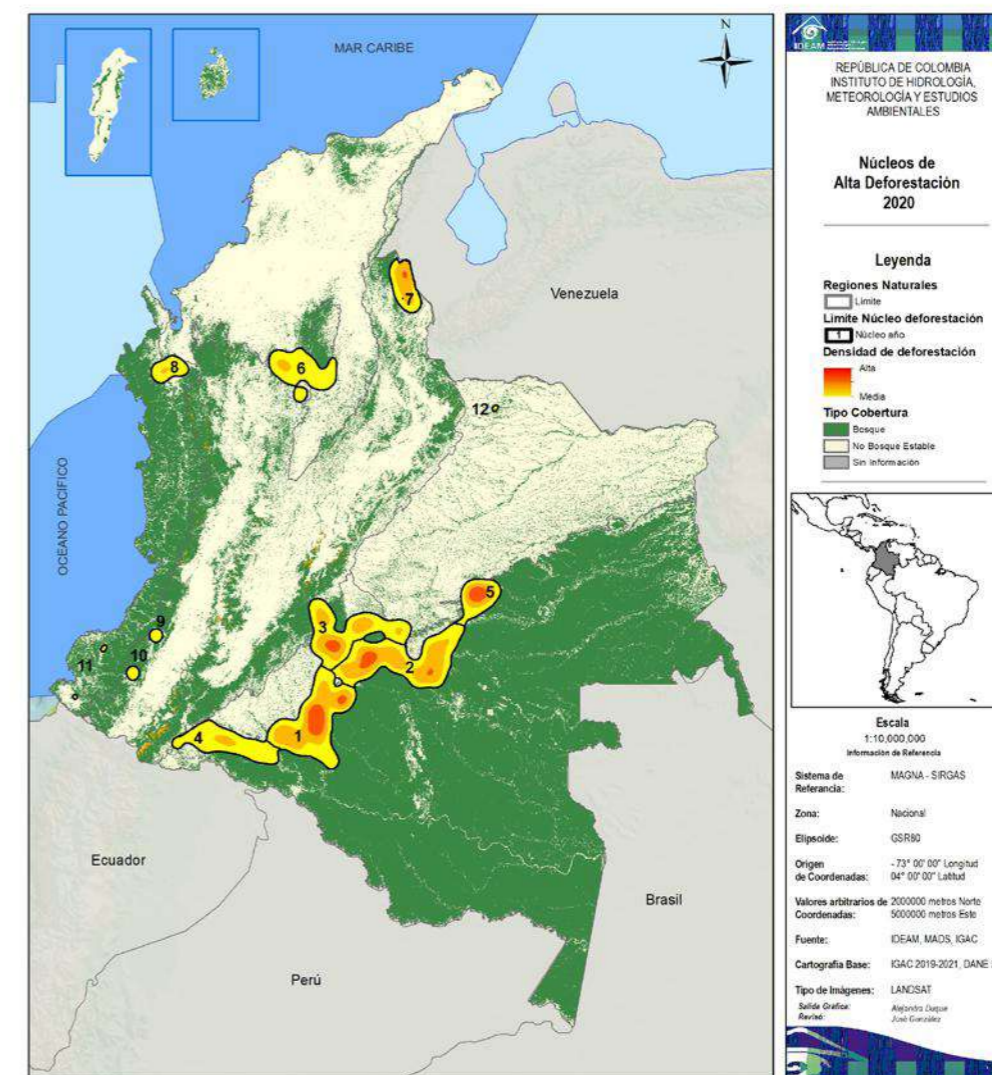 MAR CARIBE
N
Venezuela
OCEANO PACIFICO
Ecuador
Perú
Brasil
7
8
6
12
5
9
3
11
10
2
4
1
IDEAM
REPÚBLICA DE COLOMBIA
INSTITUTO DE HIDROLOGÍA,
METEOROLOGÍA Y ESTUDIOS
AMBIENTALES
Núcleos de
Alta Deforestación
2020
Leyenda
Regiones Naturales
Límite
Límite Núcleo deforestación
1 Núcleo año
Densidad de deforestación
Alta
Media
Tipo Cobertura
Bosque
No Bosque Estable
Sin Información
Escala
1:10,000,000
Información de Referencia
Sistema de Referencia: MAGNA - SIRGAS
Zona: Nacional
Elipsoide: GSR80
Origen de Coordenadas: - 73° 00' 00" Longitud
04° 00' 00" Latitud
Valores arbitrarios de Coordenadas: 2000000 metros Norte
5000000 metros Este
Fuente: IDEAM, MADS, IGAC
Cartografía Base: IGAC 2019-2021, DANE
Tipo de Imágenes: LANDSAT
Salida Gráfica: Alejandro Duque
Revisó: José González